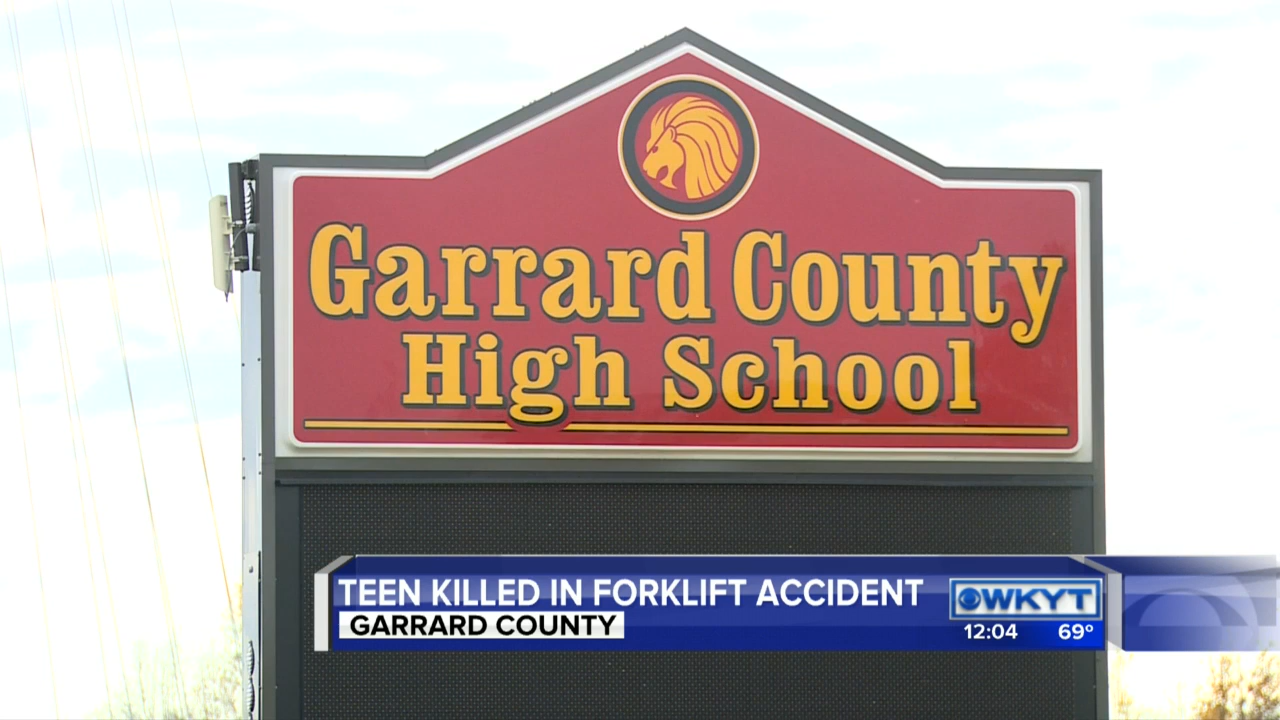 Garrard County
High School
TEEN KILLED IN FORKLIFT ACCIDENT
GARRARD COUNTY
WKYT
12:04 69°